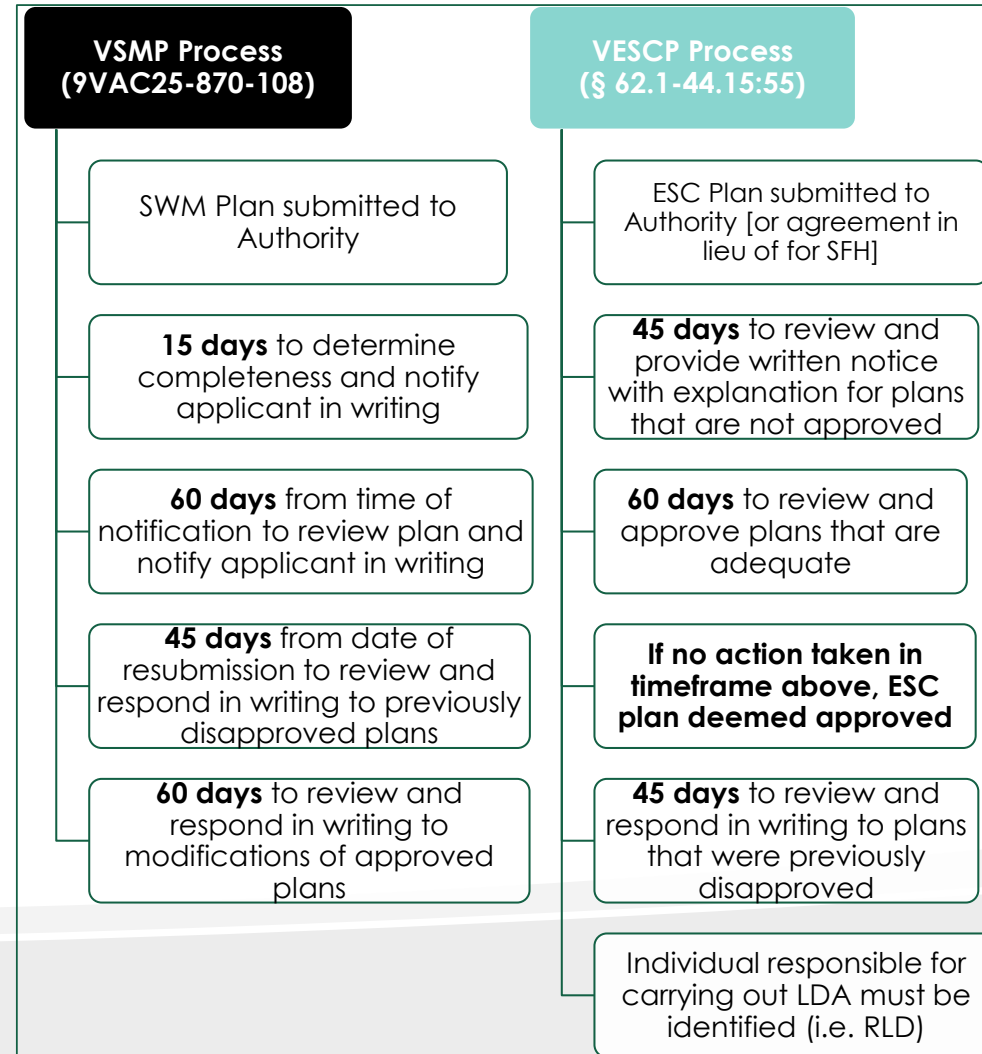 VSMP Process
(9VAC25-870-108)
SWM Plan submitted to
Authority
15 days to determine
completeness and notify
applicant in writing
60 days from time of
notification to review plan and
notify applicant in writing
45 days from date of
resubmission to review and
respond in writing to previously
disapproved plans
60 days to review and
respond in writing to
modifications of approved
plans
VESCP Process
(§ 62.1-44.15:55)
ESC Plan submitted to
Authority [or agreement in
lieu of for SFH]
45 days to review and
provide written notice
with explanation for plans
that are not approved
60 days to review and
approve plans that are
adequate
If no action taken in
timeframe above, ESC
plan deemed approved
45 days to review and
respond in writing to plans
that were previously
disapproved
Individual responsible for
carrying out LDA must be
identified (i.e. RLD)